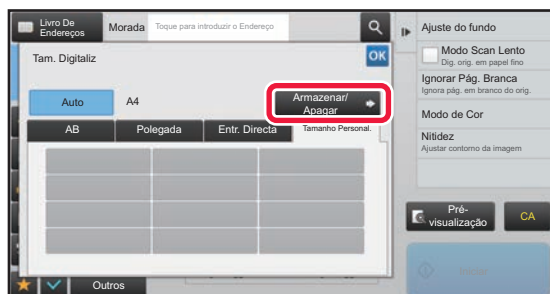 Livro De
Endereços
Morada
Toque para introduzir o Endereço
Tam. Digitaliz
OK
Auto
A4
Armazenar/
Apagar
AB
Polegada
Entr. Directa
Tamanho Personal.
Outros
Ajuste do fundo
Modo Scan Lento
Dig. orig. em papel fino
Ignorar Pág. Branca
Ignora pág. em branco do orig.
Modo de Cor
Nitidez
Ajustar contorno da imagem
Pré-
visualização
CA